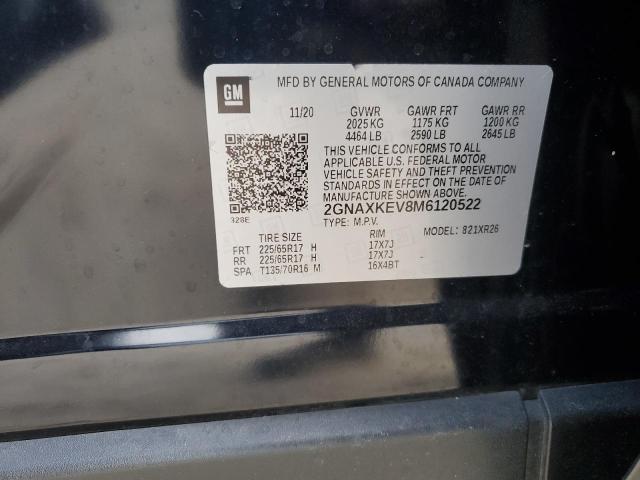 GM
MFD BY GENERAL MOTORS OF CANADA COMPANY
11/20 GVWR GAWR FRT GAWR RR
2025 KG 1175 KG 1200 KG
4464 LB 2590 LB 2645 LB
THIS VEHICLE CONFORMS TO ALL
APPLICABLE U.S. FEDERAL MOTOR
VEHICLE SAFETY AND THEFT PREVENTION
STANDARDS IN EFFECT ON THE DATE OF
MANUFACTURE SHOWN ABOVE.
2GNAXKEV8M6120522
328E
TYPE: M.P.V. MODEL: 821XR26
TIRE SIZE RIM
FRT 225/65R17 H 17X7J
RR 225/65R17 H 17X7J
SPA T135/70R16 M 16X4BT